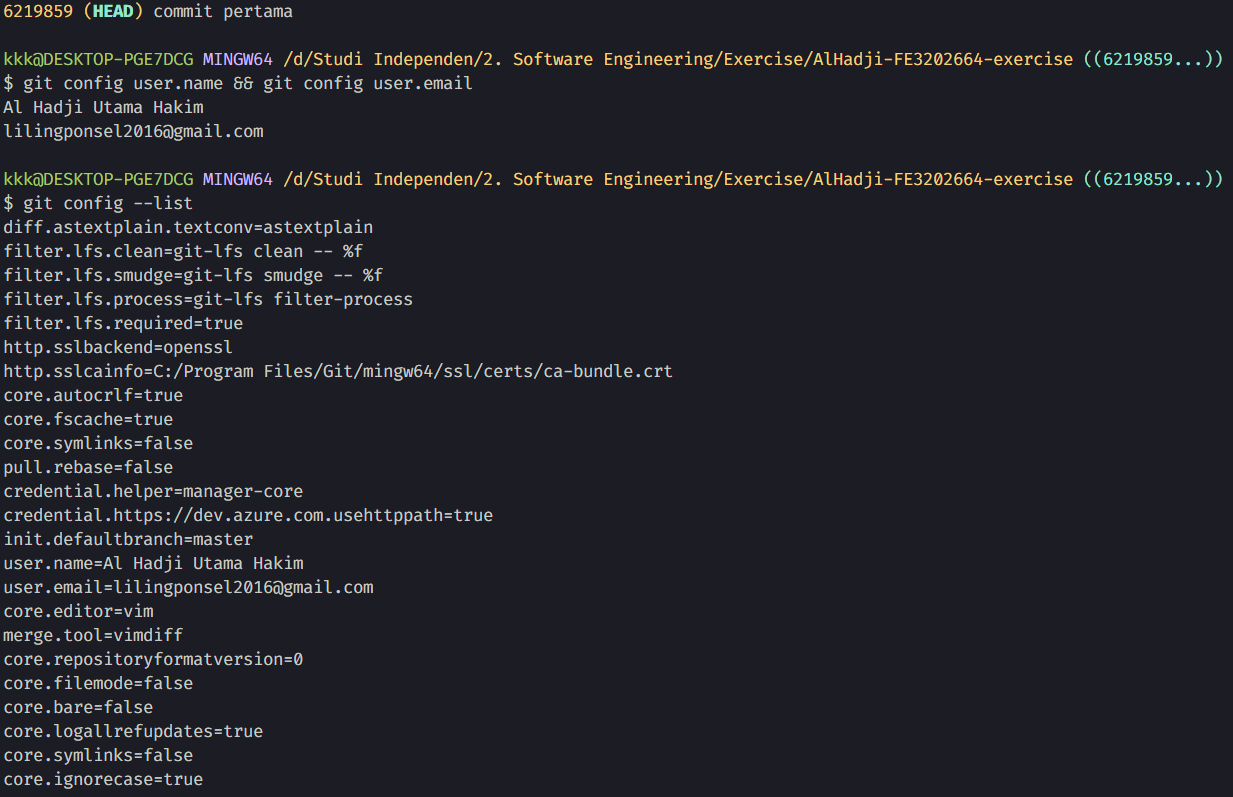 6219859 (HEAD) commit pertama
kkk@DESKTOP-PGE7DCG MINGW64 /d/Studi Independen/2. Software Engineering/Exercise/AlHadji-FE3202664-exercise ((6219859...))
$ git config user.name && git config user.email
Al Hadji Utama Hakim
lilingponsel2016@gmail.com
kkk@DESKTOP-PGE7DCG MINGW64 /d/Studi Independen/2. Software Engineering/Exercise/AlHadji-FE3202664-exercise ((6219859...))
$ git config --list
diff.astextplain.textconv=astextplain
filter.lfs.clean=git-lfs clean -- %f
filter.lfs.smudge=git-lfs smudge -- %f
filter.lfs.process=git-lfs filter-process
filter.lfs.required=true
http.sslbackend=openssl
http.sslcainfo=C:/Program Files/Git/mingw64/ssl/certs/ca-bundle.crt
core.autocrlf=true
core.fscache=true
core.symlinks=false
pull.rebase=false
credential.helper=manager-core
credential.https://dev.azure.com.usehttppath=true
init.defaultbranch=master
user.name=Al Hadji Utama Hakim
user.email=lilingponsel2016@gmail.com
core.editor=vim
merge.tool=vimdiff
core.repositoryformatversion=0
core.filemode=false
core.bare=false
core.logallrefupdates=true
core.symlinks=false
core.ignorecase=true